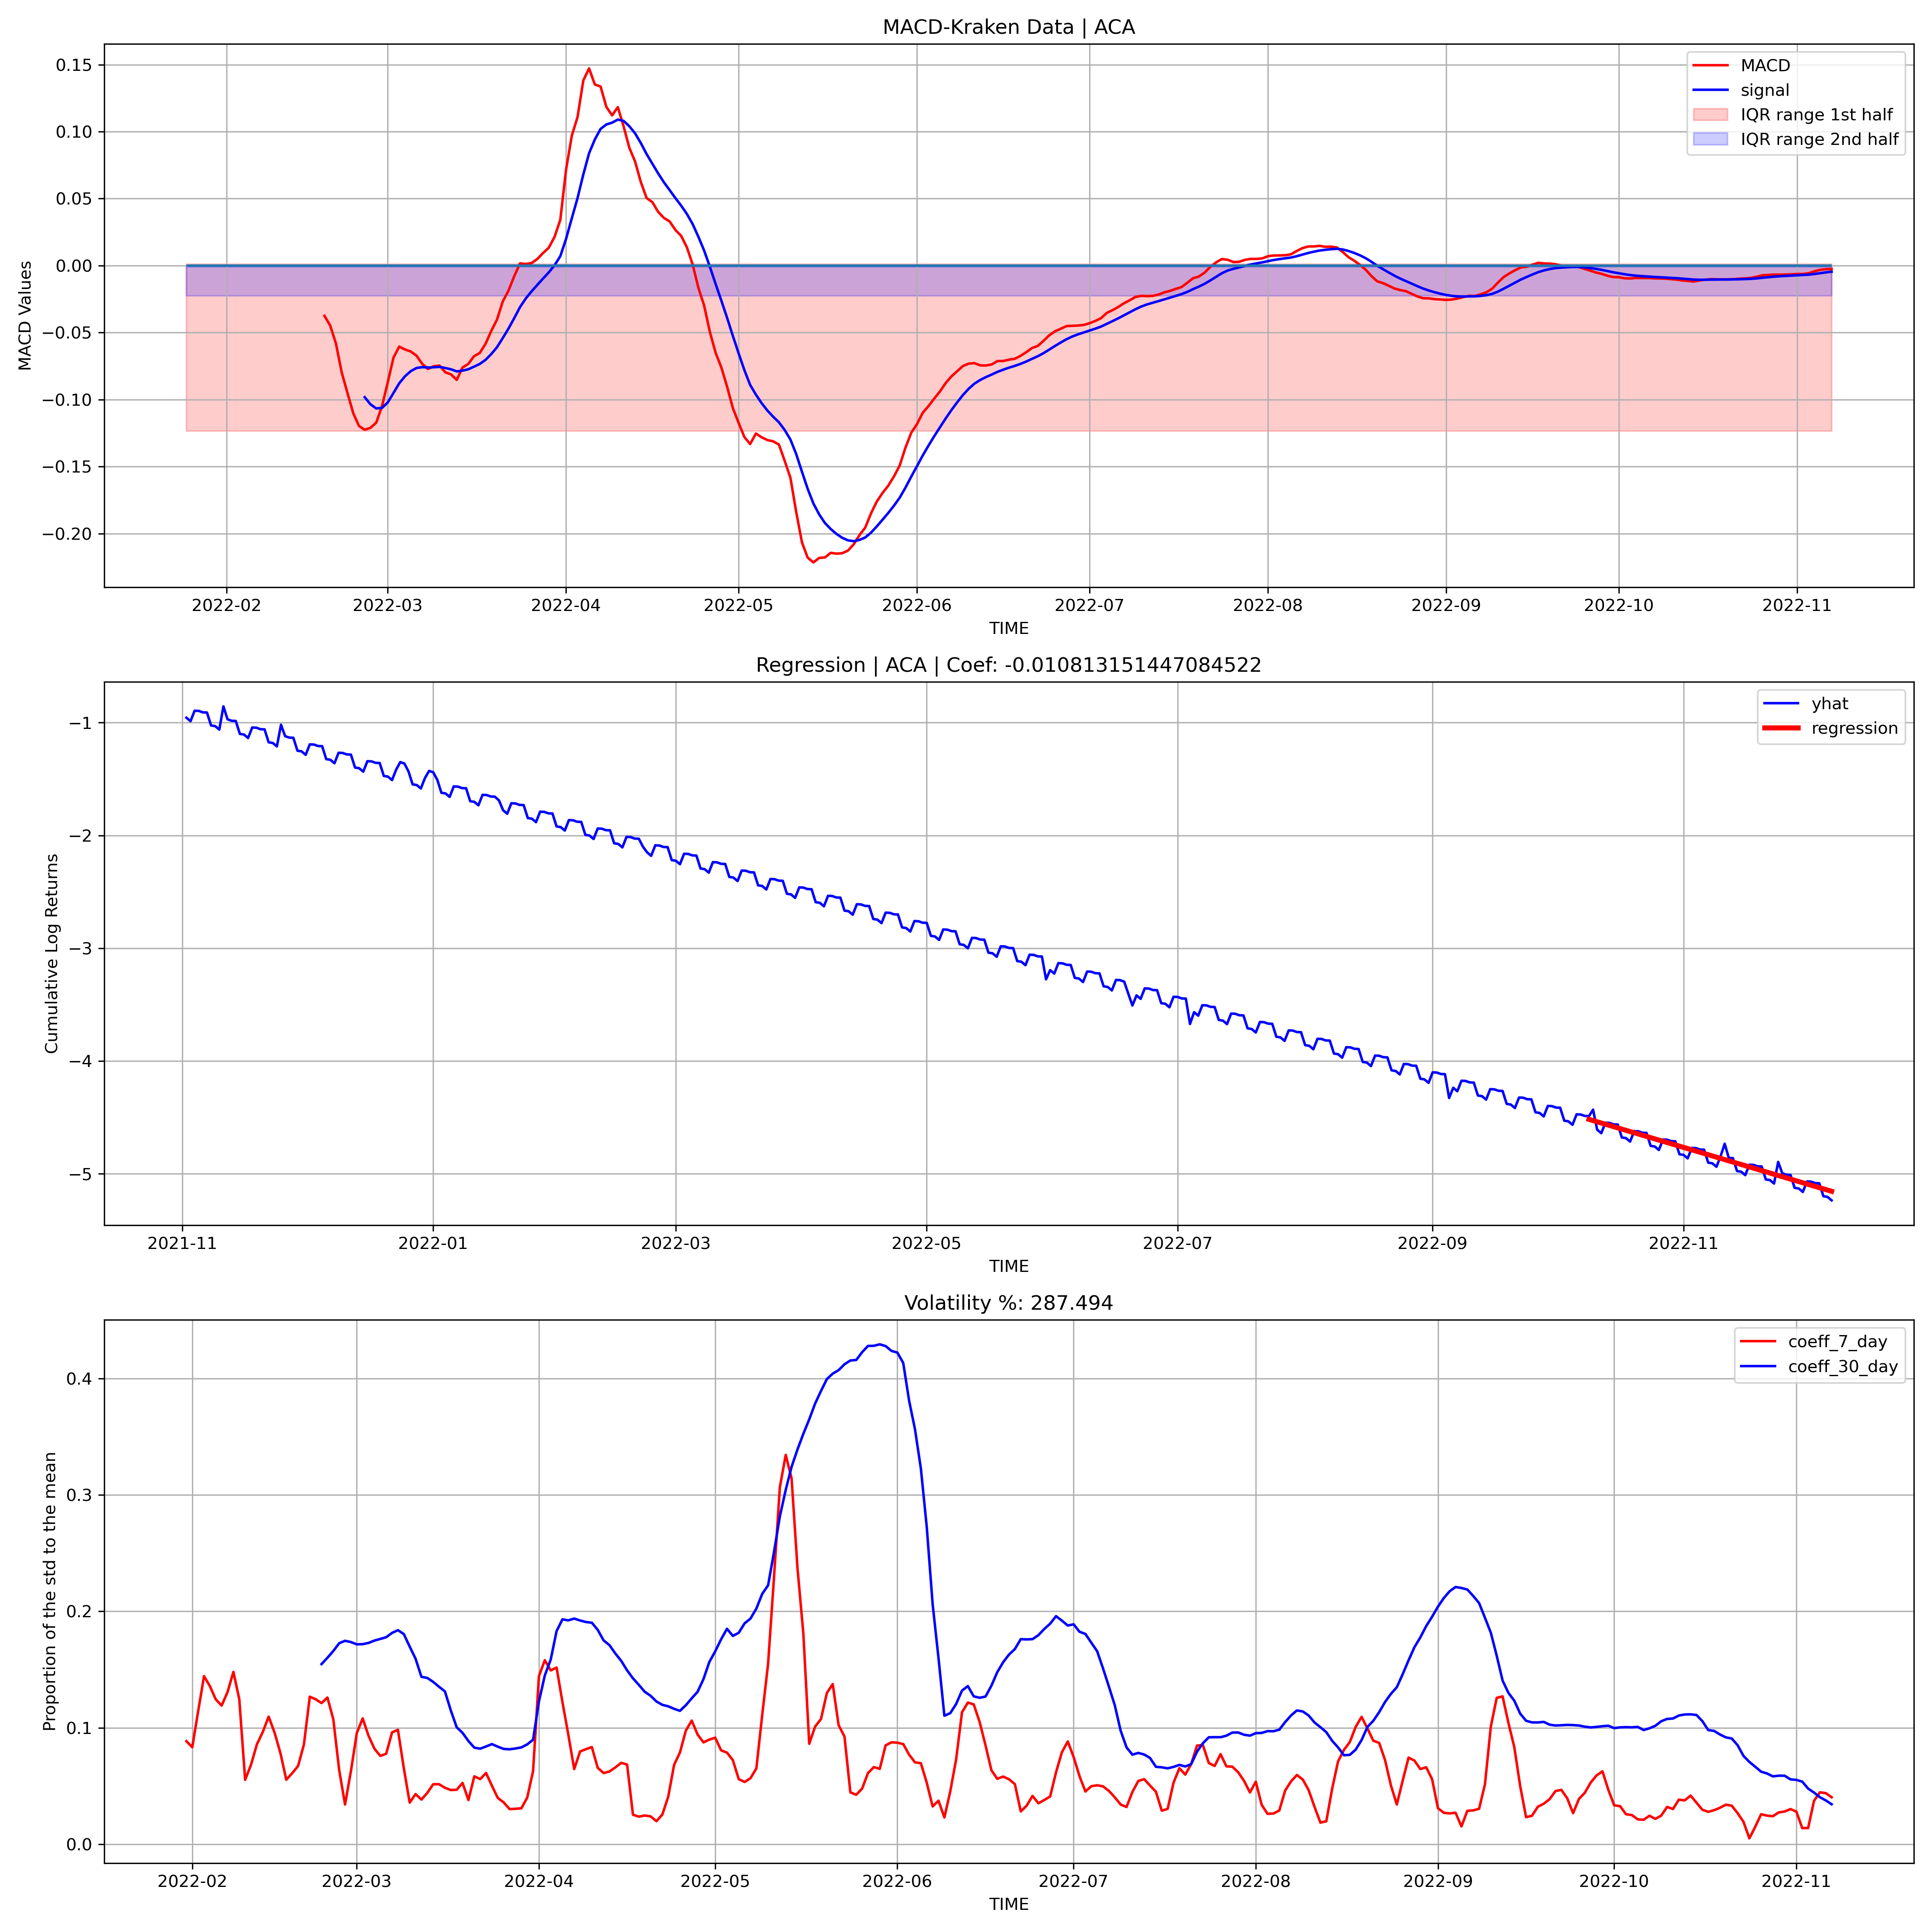 MACD-Kraken Data | ACA
MACD
signal
IQR range 1st half
IQR range 2nd half
MACD Values
0.15
0.10
0.05
0.00
−0.05
−0.10
−0.15
−0.20
2022-02 2022-03 2022-04 2022-05 2022-06 2022-07 2022-08 2022-09 2022-10 2022-11
TIME
Regression | ACA | Coef: -0.010813151447084522
yhat
regression
Cumulative Log Returns
−1
−2
−3
−4
−5
2021-11 2022-01 2022-03 2022-05 2022-07 2022-09 2022-11
TIME
Volatility %: 287.494
coeff_7_day
coeff_30_day
Proportion of the std to the mean
0.4
0.3
0.2
0.1
0.0
2022-02 2022-03 2022-04 2022-05 2022-06 2022-07 2022-08 2022-09 2022-10 2022-11
TIME